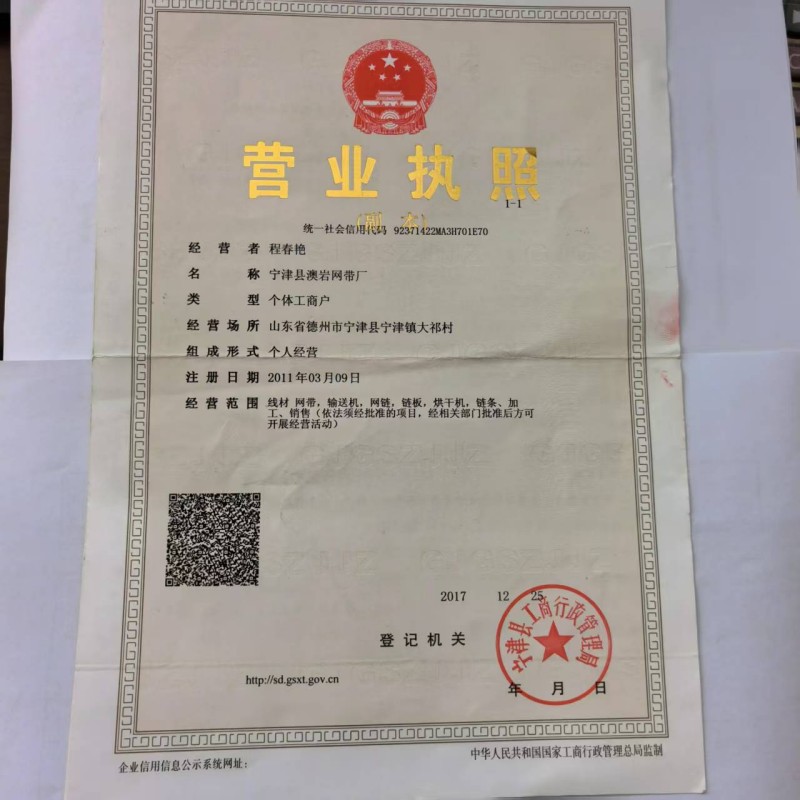 营业执照
(副 本)
1-1
统一社会信用代码 92371422MA3H701E70
经营者 程春艳
名称 宁津县澳岩网带厂
类型 个体工商户
经营场所 山东省德州市宁津县宁津镇大祁村
组成形式 个人经营
注册日期 2011年03月09日
经营范围 线材 网带，输送机，网链，链板，烘干机，链条、加
工、销售（依法须经批准的项目，经相关部门批准后方可
开展经营活动）
2017 12 25
登记机关
宁津县工商行政管理局
年 月 日
http://sd.gsxt.gov.cn
企业信用信息公示系统网址：
中华人民共和国国家工商行政管理总局监制